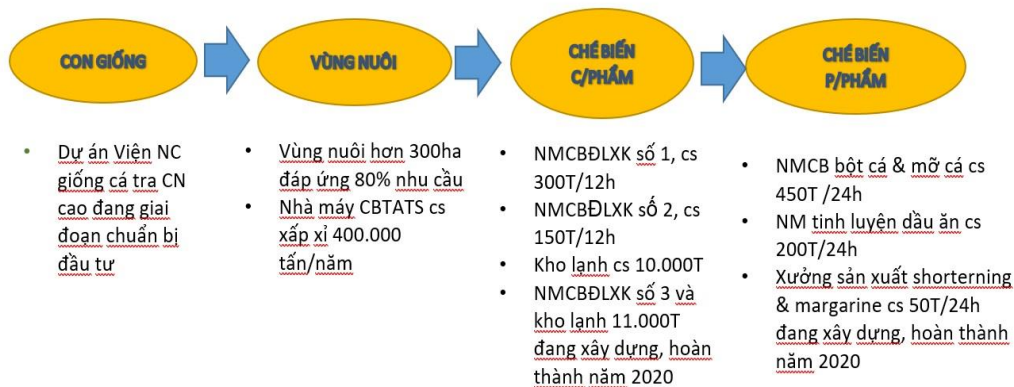 CON GIỐNG
VÙNG NUÔI
CHẾ BIẾN
C/PHẨM
CHẾ BIẾN
P/PHẨM
• Dự án Viện NC
giống cá tra CN
cao đang giai
đoạn chuẩn bị
đầu tư
• Vùng nuôi hơn 300ha
đáp ứng 80% nhu cầu
• Nhà máy CBTATS cs
xấp xỉ 400.000
tấn/năm
• NMCBĐLXK số 1, cs
300T/12h
• NMCBĐLXK số 2, cs
150T/12h
• Kho lạnh cs 10.000T
• NMCBĐLXK số 3 và
kho lạnh 11.000T
đang xây dựng, hoàn
thành năm 2020
• NMCB bột cá & mỡ cá cs
450T /24h
• NM tinh luyện dầu ăn cs
200T/24h
• Xưởng sản xuất shorterning
& margarine cs 50T/24h
đang xây dựng, hoàn thành
năm 2020